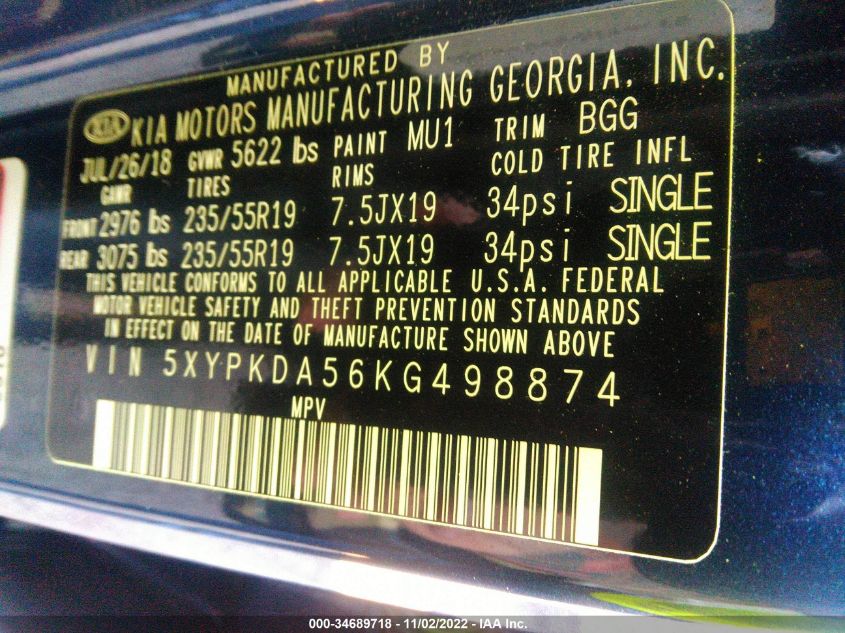 MANUFACTURED BY
KIA KIA MOTORS MANUFACTURING GEORGIA, INC.
JUL/26/18 GVWR 5622 lbs PAINT MU1 TRIM BGG
GAWR TIRES RIMS COLD TIRE INFL
FRONT 2976 lbs 235/55R19 7.5JX19 34psi SINGLE
REAR 3075 lbs 235/55R19 7.5JX19 34psi SINGLE
THIS VEHICLE CONFORMS TO ALL APPLICABLE U.S.A. FEDERAL
MOTOR VEHICLE SAFETY AND THEFT PREVENTION STANDARDS
IN EFFECT ON THE DATE OF MANUFACTURE SHOWN ABOVE
VIN 5XYPKDA56KG498874
MPV
000-34689718 - 11/02/2022 - IAA Inc.